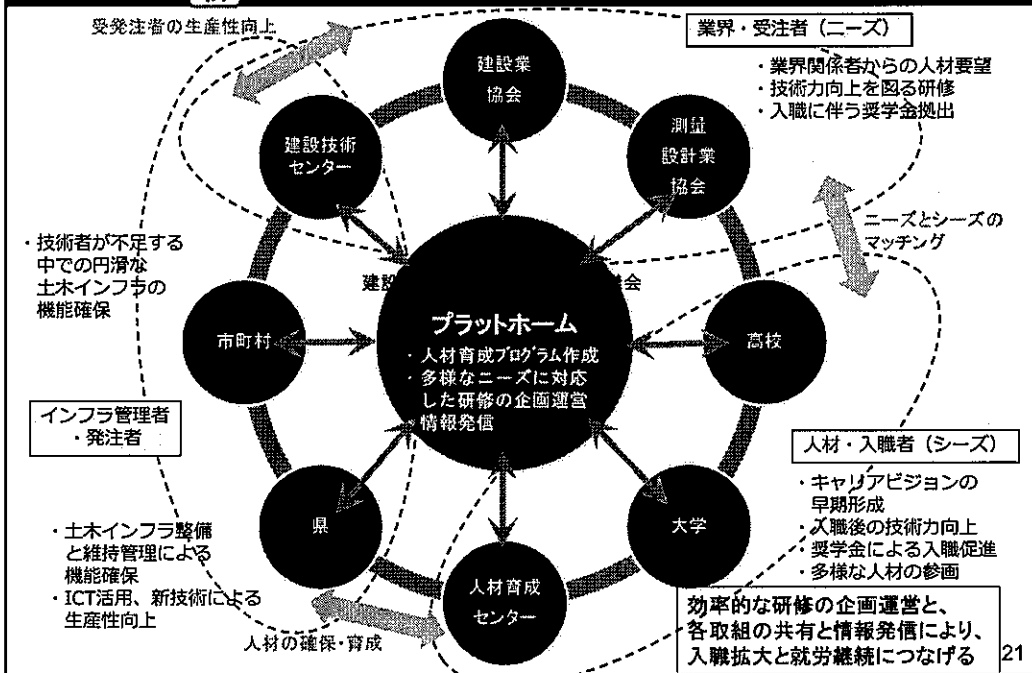 受発注者の生産性向上
業界・受注者（ニーズ）
・業界関係者からの人材要望
・技術力向上を図る研修
・入職に伴う奨学金拠出
建設業
協会
建設技術
センター
測量
設計業
協会
ニーズとシーズの
マッチング
・技術者が不足する
中での円滑な
土木インフラの
機能確保
建設
会
市町村
プラットホーム
・人材育成プログラム作成
・多様なニーズに対応
した研修の企画運営
情報発信
高校
インフラ管理者
・発注者
人材・入職者（シーズ）
・キャリアビジョンの
早期形成
・入職後の技術力向上
・奨学金による入職促進
・多様な人材の参画
県
大学
・土木インフラ整備
と維持管理による
機能確保
・ICT活用、新技術による
生産性向上
人材育成
センター
人材の確保・育成
効率的な研修の企画運営と、
各取組の共有と情報発信により、
入職拡大と就労継続につなげる
21